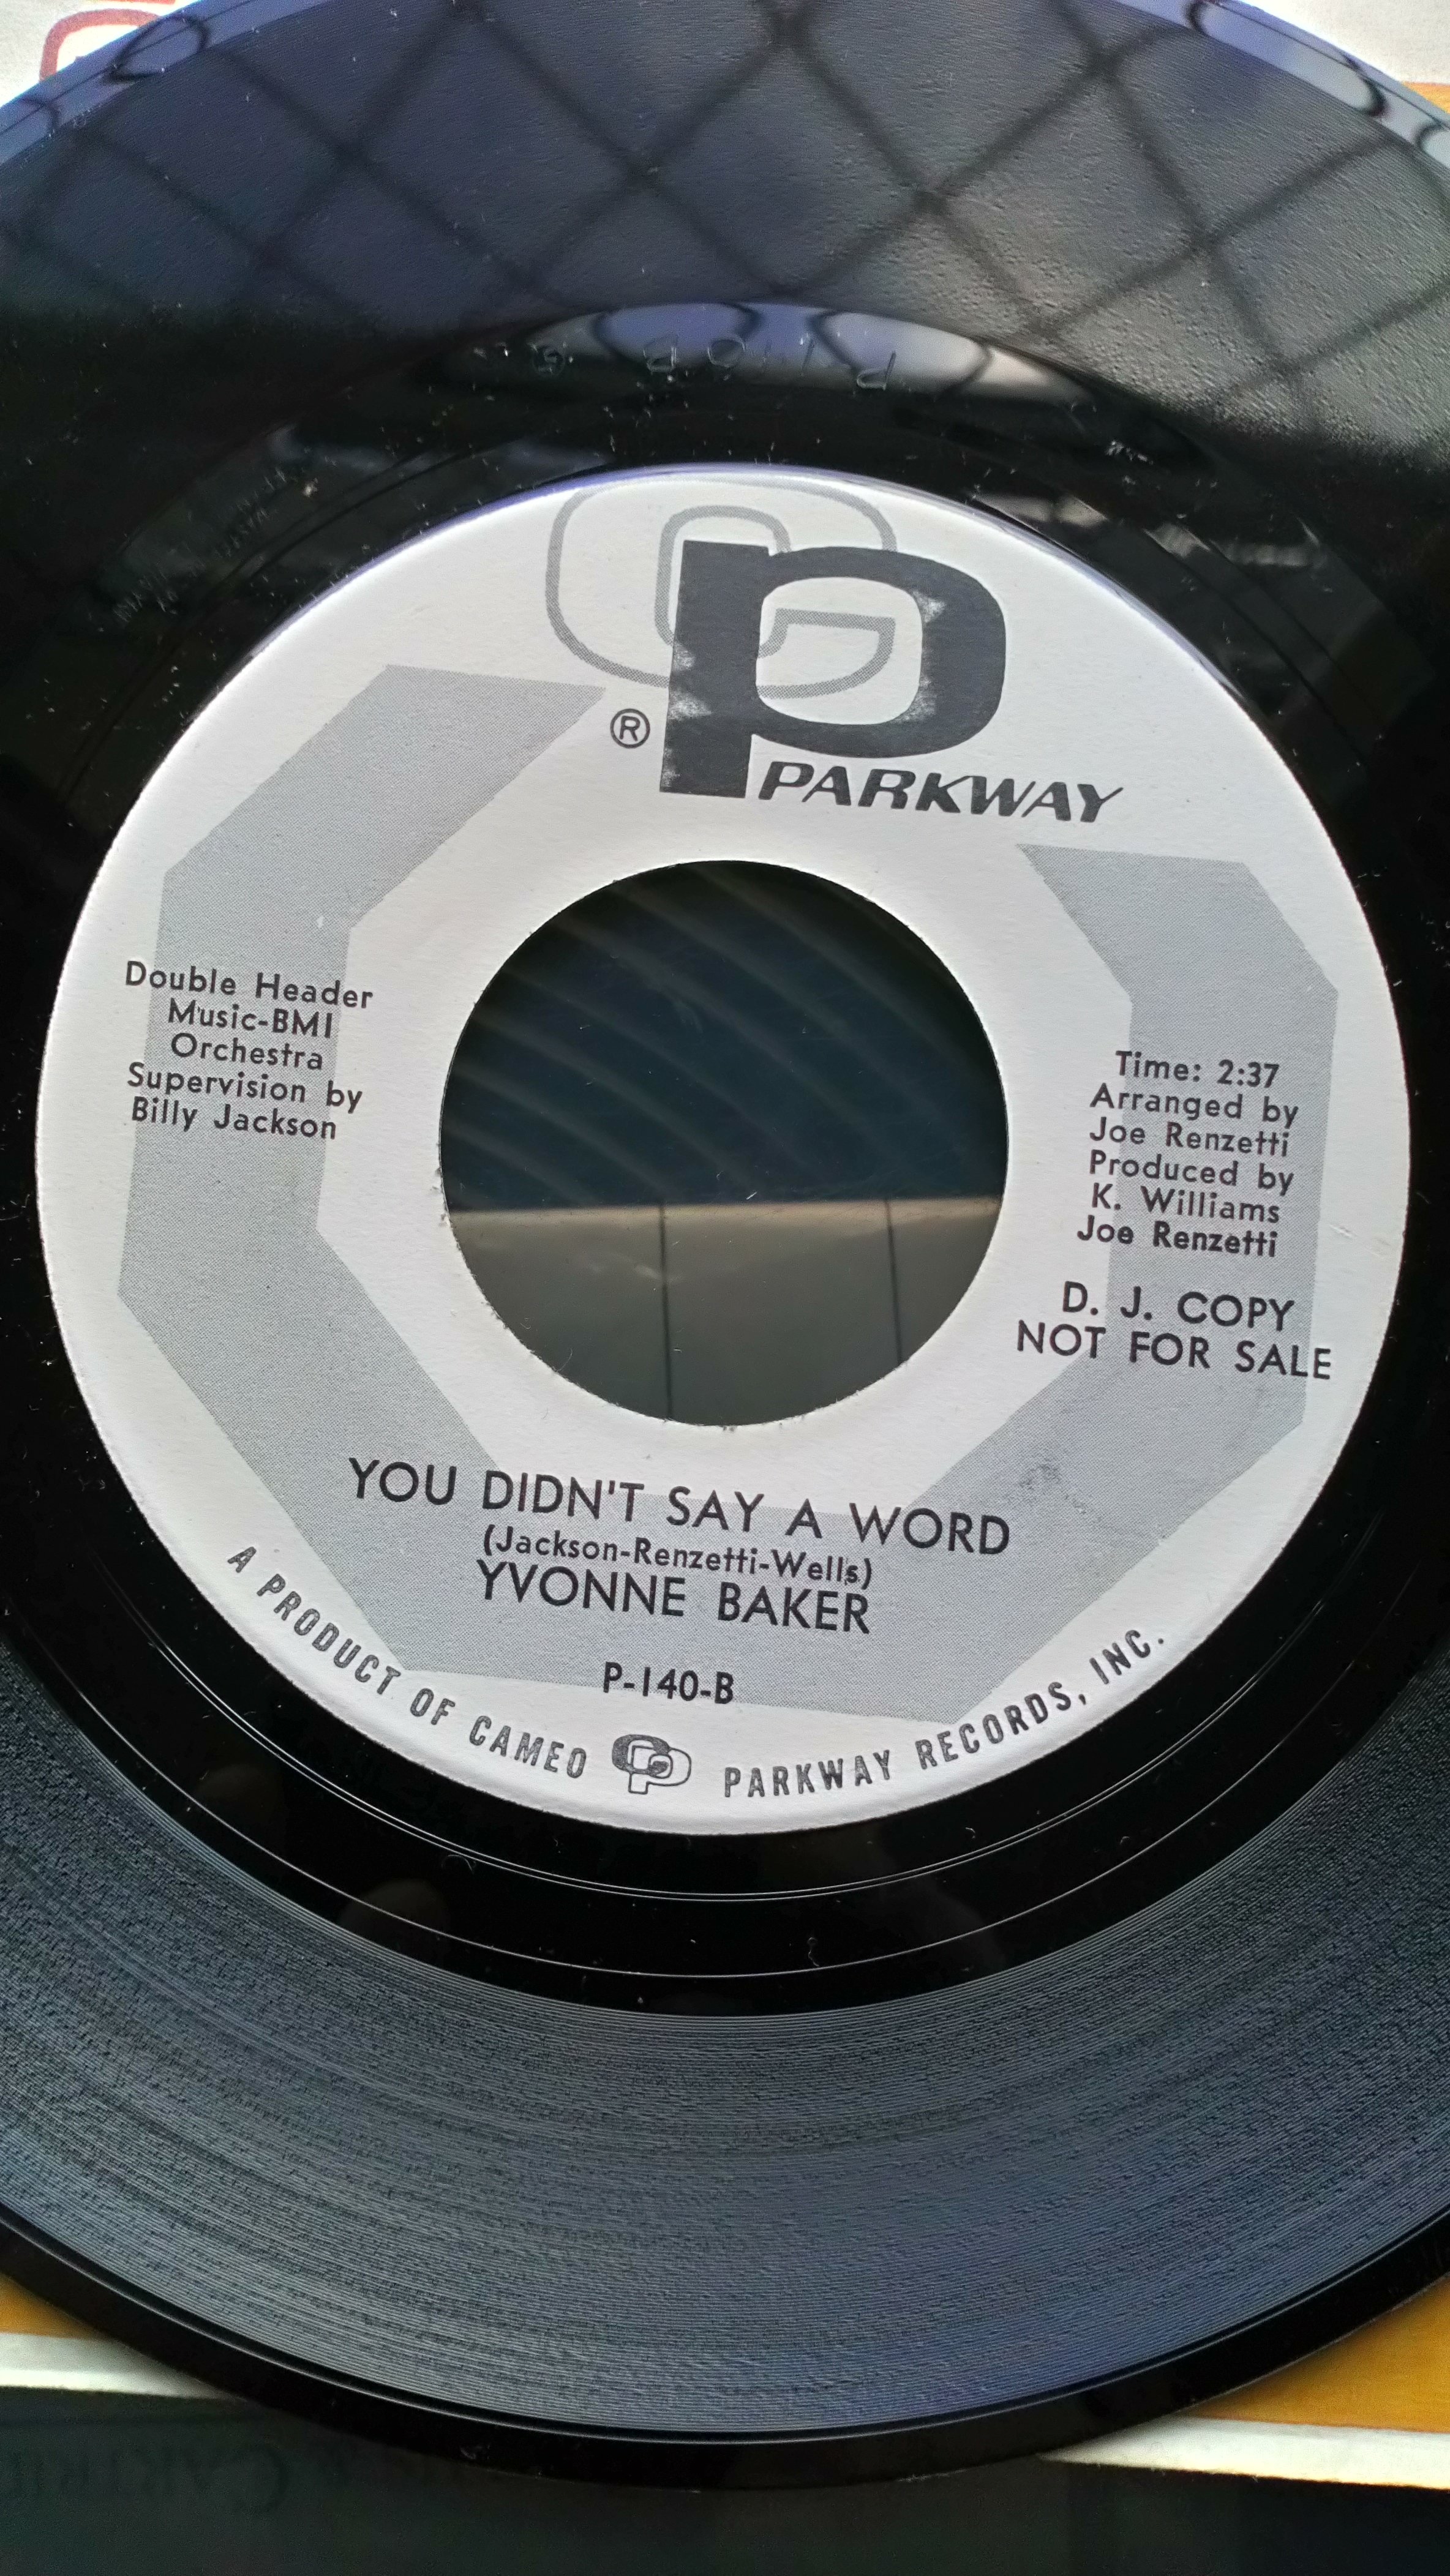 ®
P
PARKWAY
Double Header
Music-BMI
Orchestra
Supervision by
Billy Jackson
Time: 2:37
Arranged by
Joe Renzetti
Produced by
K. Williams
Joe Renzetti
D. J. COPY
NOT FOR SALE
YOU DIDN'T SAY A WORD
(Jackson-Renzetti-Wells)
YVONNE BAKER
P-140-B
A PRODUCT OF CAMEO CP PARKWAY RECORDS, INC.